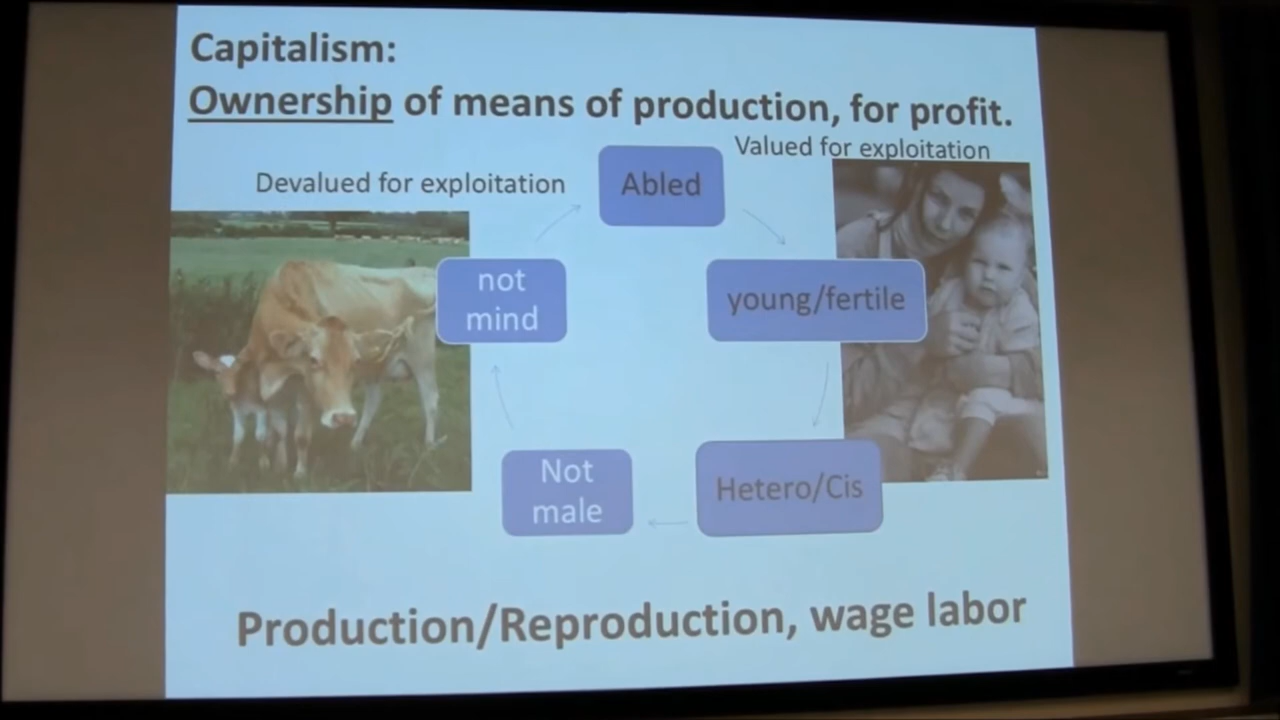 Capitalism:
Ownership of means of production, for profit.
Valued for exploitation
Devalued for exploitation
Abled
not
mind
young/fertile
Not
male
Hetero/Cis
Production/Reproduction, wage labor